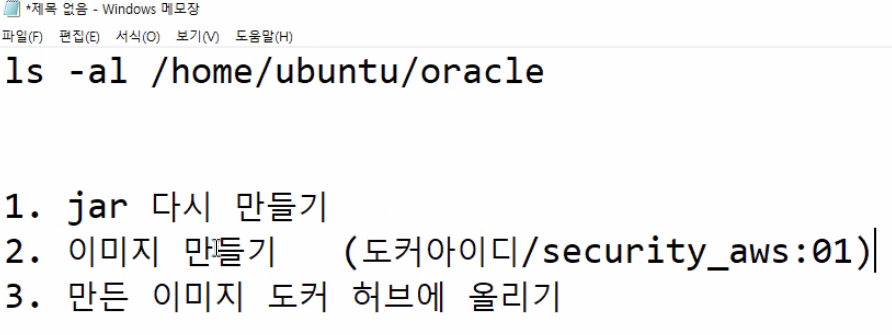 *제목 없음 - Windows 메모장
파일(F) 편집(E) 서식(O) 보기(V) 도움말(H)
ls -al /home/ubuntu/oracle
1. jar 다시 만들기
2. 이미지 만들기 (도커아이디/security_aws:01)
3. 만든 이미지 도커 허브에 올리기